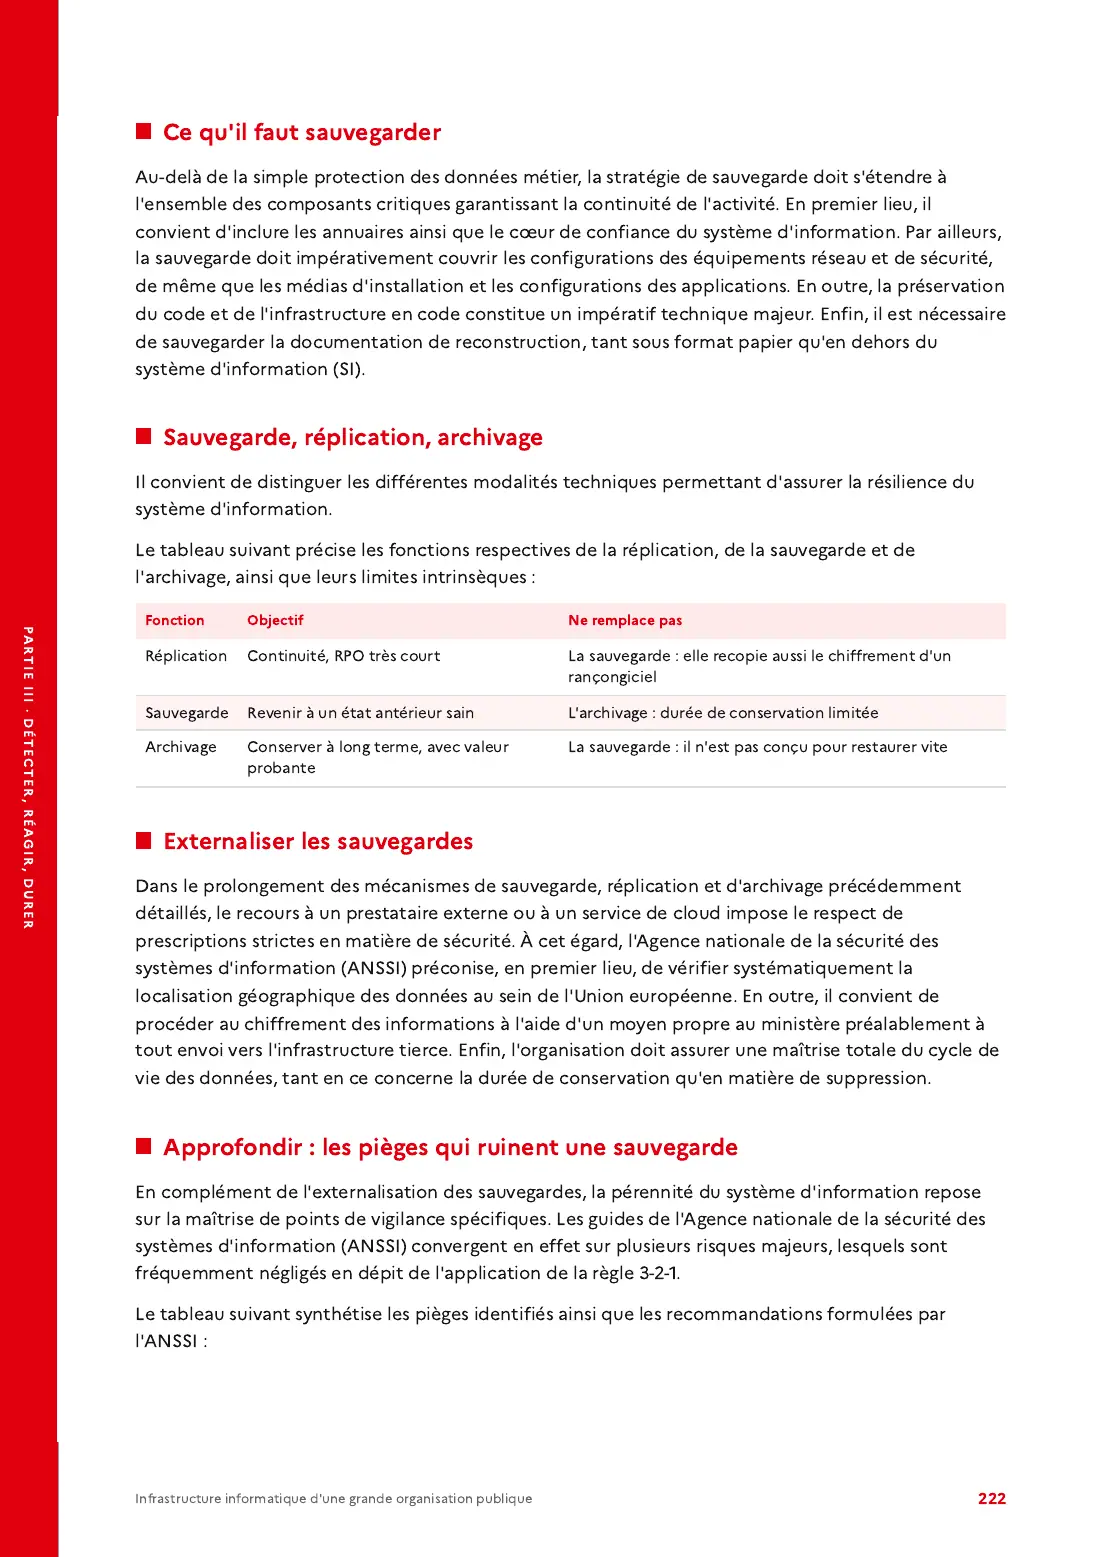 Ce qu'il faut sauvegarder
Au-delà de la simple protection des données métier, la stratégie de sauvegarde doit s'étendre à
l'ensemble des composants critiques garantissant la continuité de l'activité. En premier lieu, il
convient d'inclure les annuaires ainsi que le cœur de confiance du système d'information. Par ailleurs,
la sauvegarde doit impérativement couvrir les configurations des équipements réseau et de sécurité,
de même que les médias d'installation et les configurations des applications. En outre, la préservation
du code et de l'infrastructure en code constitue un impératif technique majeur. Enfin, il est nécessaire
de sauvegarder la documentation de reconstruction, tant sous format papier qu'en dehors du
système d'information (SI).
Sauvegarde, réplication, archivage
Il convient de distinguer les différentes modalités techniques permettant d'assurer la résilience du
système d'information.
Le tableau suivant précise les fonctions respectives de la réplication, de la sauvegarde et de
l'archivage, ainsi que leurs limites intrinsèques :
Fonction Objectif Ne remplace pas
Réplication Continuité, RPO très court La sauvegarde : elle recopie aussi le chiffrement d'un
rançongiciel
Sauvegarde Revenir à un état antérieur sain L'archivage : durée de conservation limitée
Archivage Conserver à long terme, avec valeur La sauvegarde : il n'est pas conçu pour restaurer vite
probante
Externaliser les sauvegardes
Dans le prolongement des mécanismes de sauvegarde, réplication et d'archivage précédemment
détaillés, le recours à un prestataire externe ou à un service de cloud impose le respect de
prescriptions strictes en matière de sécurité. À cet égard, l'Agence nationale de la sécurité des
systèmes d'information (ANSSI) préconise, en premier lieu, de vérifier systématiquement la
localisation géographique des données au sein de l'Union européenne. En outre, il convient de
procéder au chiffrement des informations à l'aide d'un moyen propre au ministère préalablement à
tout envoi vers l'infrastructure tierce. Enfin, l'organisation doit assurer une maîtrise totale du cycle de
vie des données, tant en ce concerne la durée de conservation qu'en matière de suppression.
Approfondir : les pièges qui ruinent une sauvegarde
En complément de l'externalisation des sauvegardes, la pérennité du système d'information repose
sur la maîtrise de points de vigilance spécifiques. Les guides de l'Agence nationale de la sécurité des
systèmes d'information (ANSSI) convergent en effet sur plusieurs risques majeurs, lesquels sont
fréquemment négligés en dépit de l'application de la règle 3-2-1.
Le tableau suivant synthétise les pièges identifiés ainsi que les recommandations formulées par
l'ANSSI :
PARTIE III · DÉTECTER, RÉAGIR, DURER
Infrastructure informatique d'une grande organisation publique 222